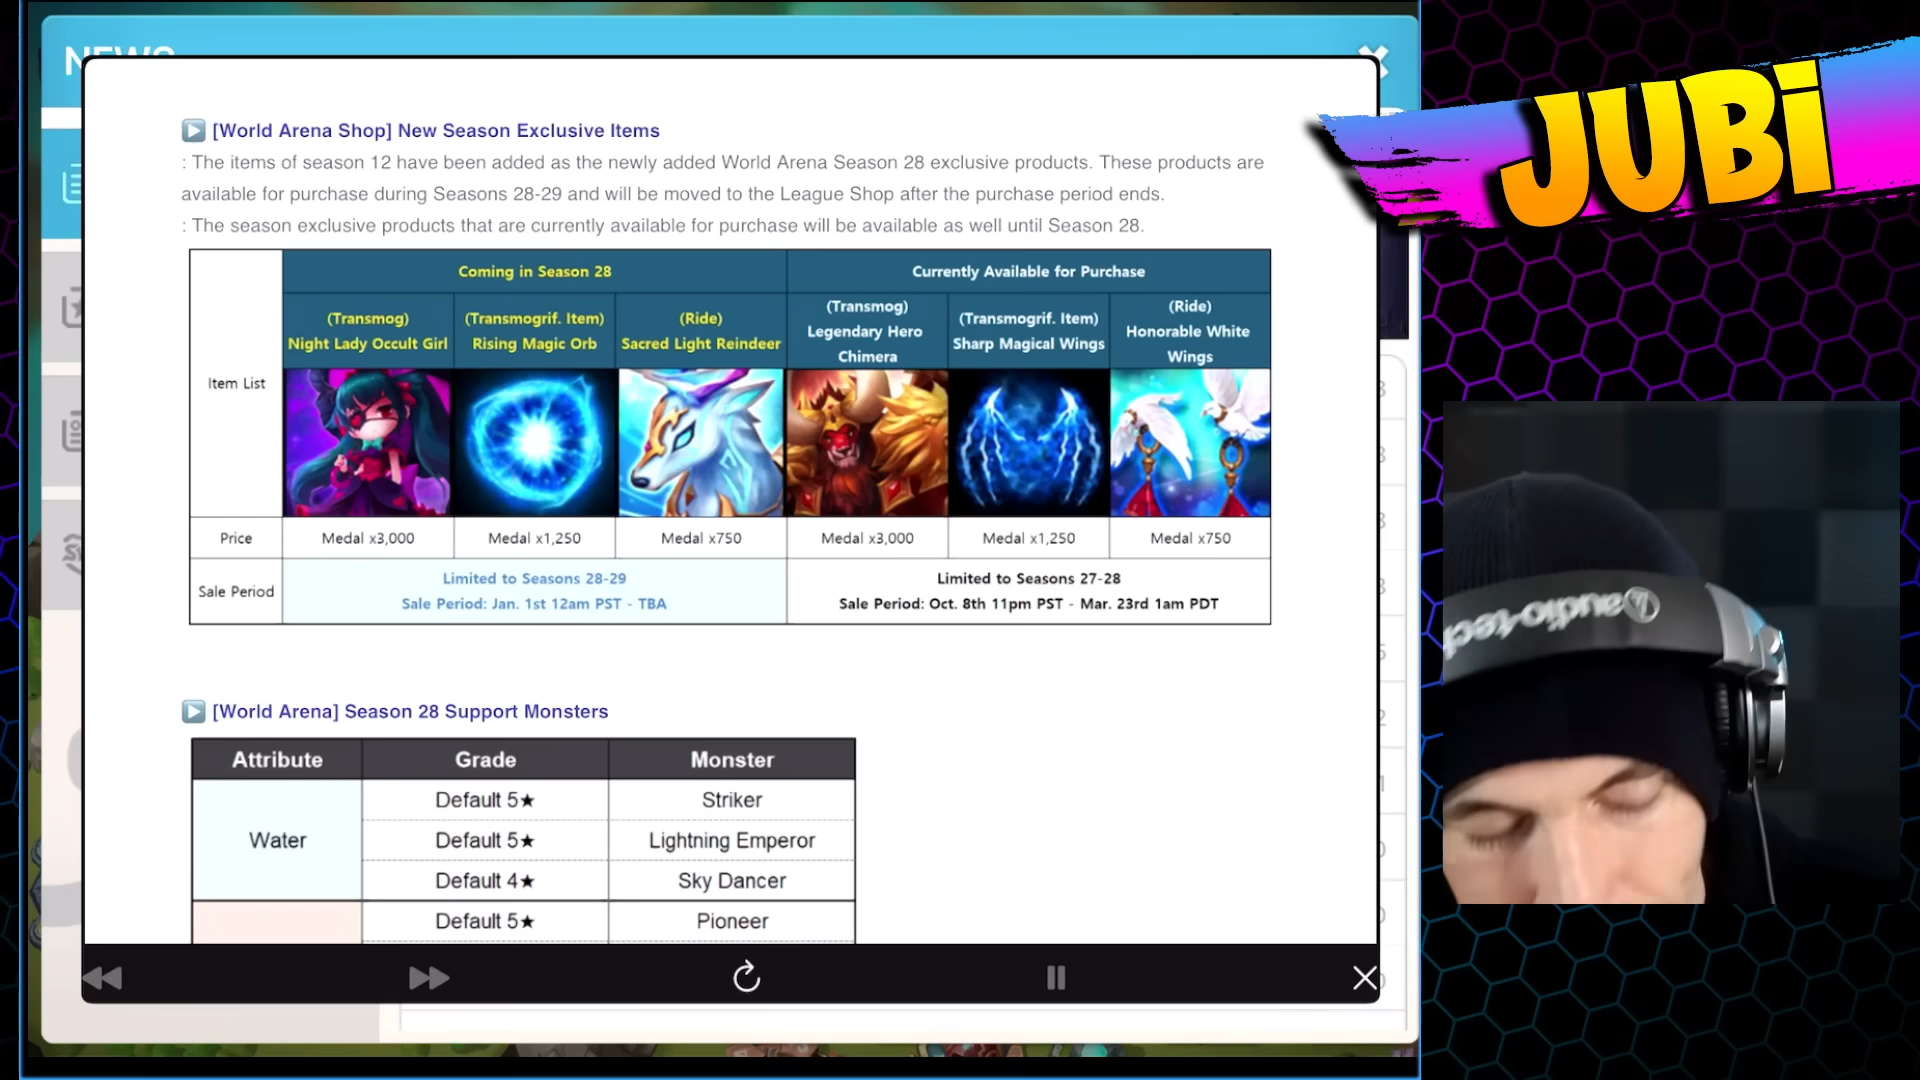 NEWS
JUBi
[World Arena Shop] New Season Exclusive Items
: The items of season 12 have been added as the newly added World Arena Season 28 exclusive products. These products are
available for purchase during Seasons 28-29 and will be moved to the League Shop after the purchase period ends.
: The season exclusive products that are currently available for purchase will be available as well until Season 28.
Item List
Coming in Season 28
Currently Available for Purchase
(Transmog)
Night Lady Occult Girl
(Transmogrif. Item)
Rising Magic Orb
(Ride)
Sacred Light Reindeer
(Transmog)
Legendary Hero
Chimera
(Transmogrif. Item)
Sharp Magical Wings
(Ride)
Honorable White
Wings
Price
Medal x3,000
Medal x1,250
Medal x750
Medal x3,000
Medal x1,250
Medal x750
Sale Period
Limited to Seasons 28-29
Sale Period: Jan. 1st 12am PST - TBA
Limited to Seasons 27-28
Sale Period: Oct. 8th 11pm PST - Mar. 23rd 1am PDT
[World Arena] Season 28 Support Monsters
Attribute Grade Monster
Water
Default 5★ Striker
Default 5★ Lightning Emperor
Default 4★ Sky Dancer
Default 5★ Pioneer
audio-tech